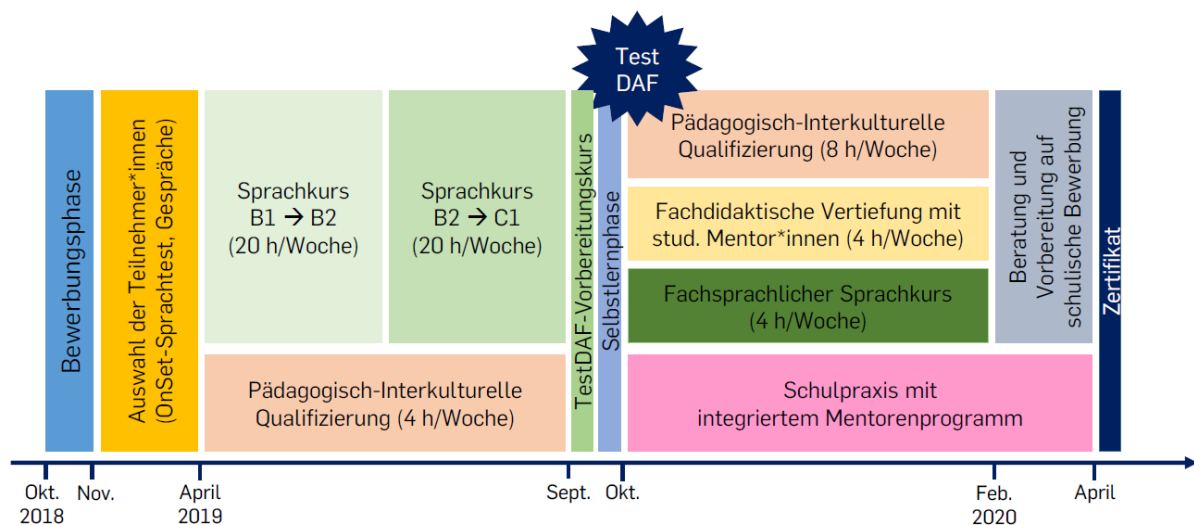 Test
DAF
Bewerbungsphase
Auswahl der Teilnehmer*innen
(OnSet-Sprachtest, Gespräche)
Sprachkurs
B1 → B2
(20 h/Woche)
Sprachkurs
B2 → C1
(20 h/Woche)
Pädagogisch-Interkulturelle
Qualifizierung (4 h/Woche)
TestDAF-Vorbereitungskurs
Selbstlernphase
Pädagogisch-Interkulturelle
Qualifizierung (8 h/Woche)
Fachdidaktische Vertiefung mit
stud. Mentor*innen (4 h/Woche)
Fachsprachlicher Sprachkurs
(4 h/Woche)
Schulpraxis mit
integriertem Mentorenprogramm
Beratung und
Vorbereitung auf
schulische Bewerbung
Zertifikat
Okt.
2018
Nov.
April
2019
Sept.
Okt.
Feb.
2020
April